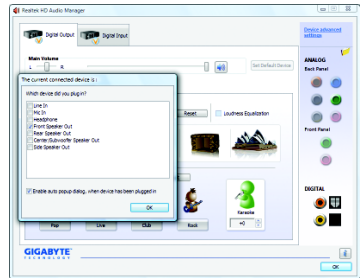 Realtek HD Audio Manager
Digital Output
Digital Input
Device advanced
settings
Main Volume
L
R
Set Default Device
ANALOG
Back Panel
The current connected device is :
Which device did you plug in?
Line In
Mic In
Headphone
Front Speaker Out
Rear Speaker Out
Center/Subwoofer Speaker Out
Side Speaker Out
Enable auto popup dialog, when device has been plugged in
OK
Reset
Loudness Equalization
Front Panel
DIGITAL
Karaoke
+0
Pop
Live
Club
Rock
GIGABYTE
TECHNOLOGY
i
OK